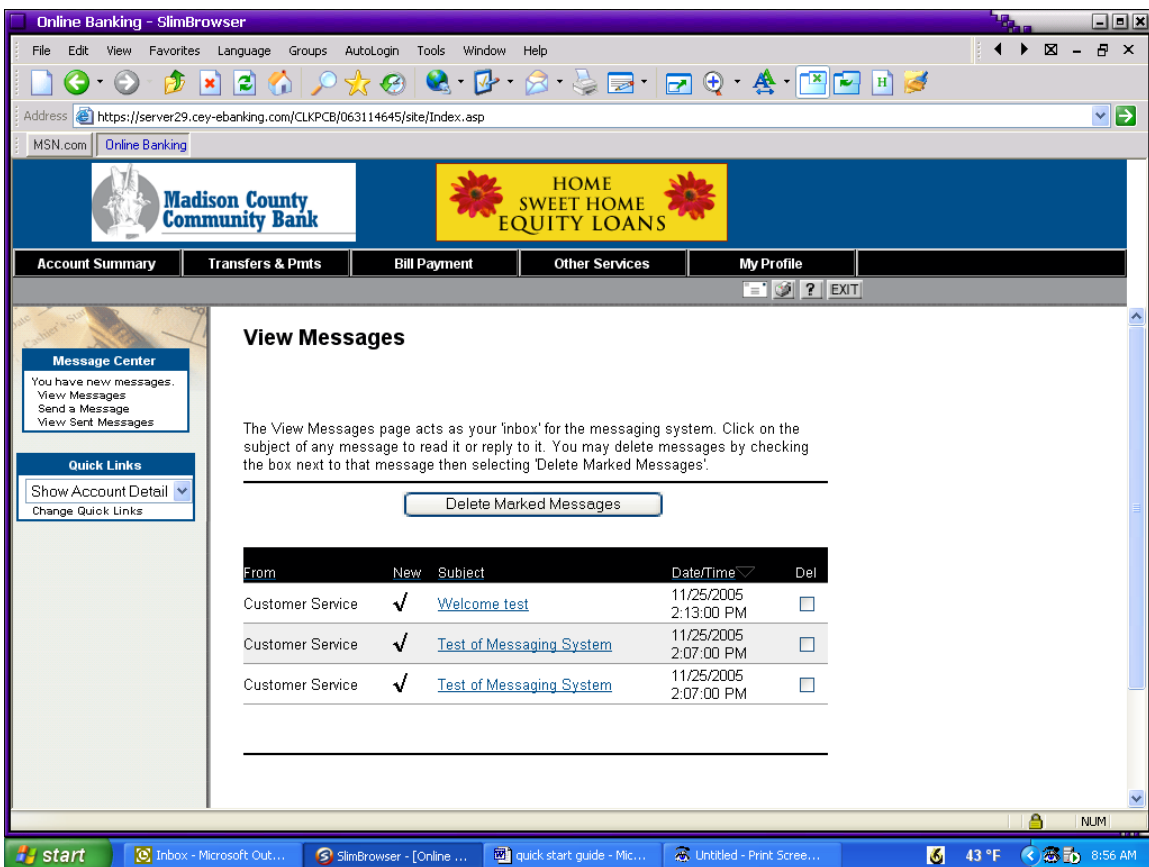 Online Banking - SlimBrowser
File Edit View Favorites Language Groups AutoLogin Tools Window Help
Address https://server29.cey-ebanking.com/CLKPCB/063114645/site/Index.asp
MSN.com Online Banking
Madison County
Community Bank
HOME
SWEET HOME
EQUITY LOANS
Account Summary Transfers & Pmts Bill Payment Other Services My Profile
? EXIT
View Messages
Message Center
You have new messages.
View Messages
Send a Message
View Sent Messages
The View Messages page acts as your 'inbox' for the messaging system. Click on the
subject of any message to read it or reply to it. You may delete messages by checking
the box next to that message then selecting 'Delete Marked Messages'.
Quick Links
Show Account Detail
Change Quick Links
Delete Marked Messages
From New Subject Date/Time Del
Customer Service Welcome test 11/25/2005
2:13:00 PM
Customer Service Test of Messaging System 11/25/2005
2:07:00 PM
Customer Service Test of Messaging System 11/25/2005
2:07:00 PM
NUM
start Inbox - Microsoft Out... SlimBrowser - [Online ... quick start guide - Mic... Untitled - Print Scree... 43 °F 8:56 AM